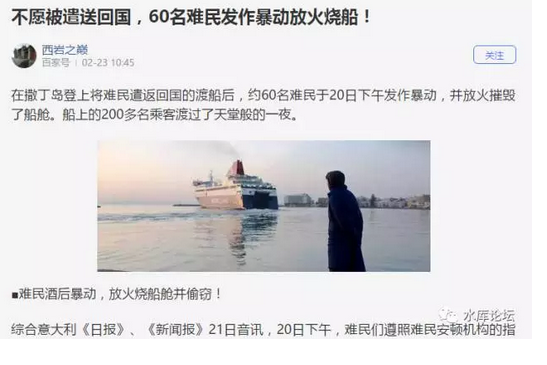 不愿被遣送回国，60名难民发作暴动放火烧船！
西岩之巅
百家号 02-23 10:45
关注
在撒丁岛登上将难民遣返回国的渡船后，约60名难民于20日下午发作暴动，并放火摧毁
了船舱。船上的200多名乘客渡过了天堂般的一夜。
■难民酒后暴动，放火烧船舱并偷窃！
水库论坛
综合意大利《日报》、《新闻报》21日音讯，20日下午，难民们遵照难民安顿机构的指